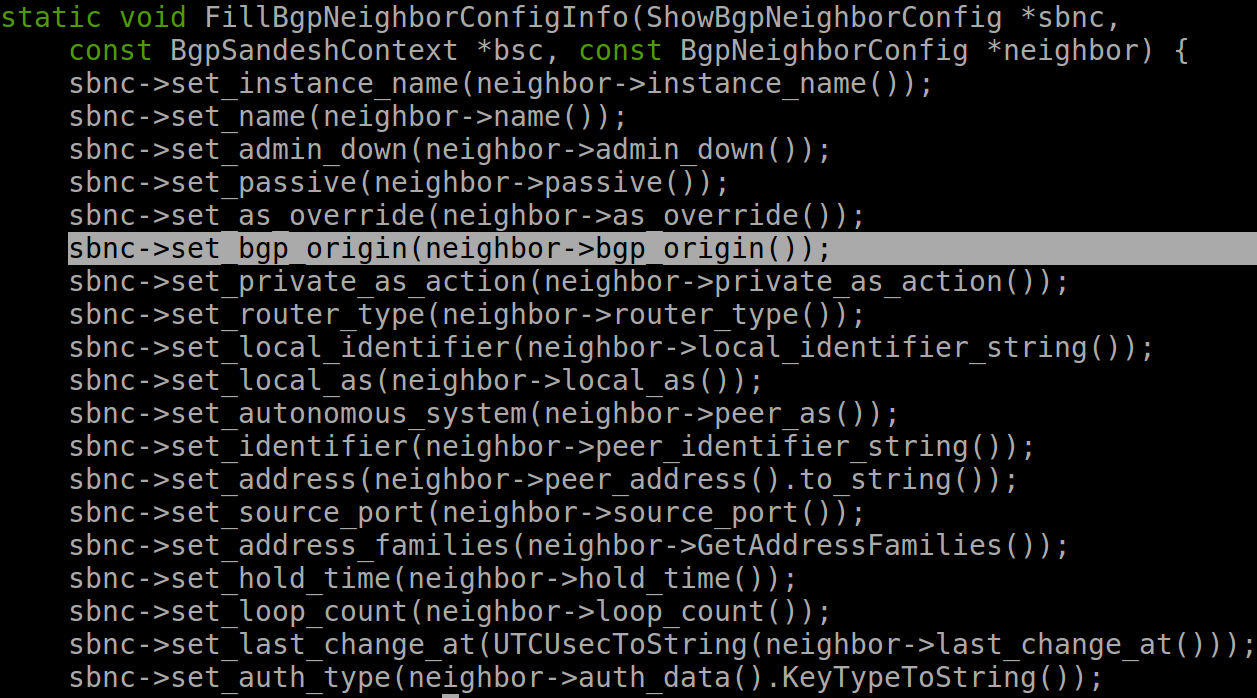 static void FillBgpNeighborConfigInfo(ShowBgpNeighborConfig *sbnc,
    const BgpSandeshContext *bsc, const BgpNeighborConfig *neighbor) {
    sbnc->set_instance_name(neighbor->instance_name());
    sbnc->set_name(neighbor->name());
    sbnc->set_admin_down(neighbor->admin_down());
    sbnc->set_passive(neighbor->passive());
    sbnc->set_as_override(neighbor->as_override());
    sbnc->set_bgp_origin(neighbor->bgp_origin());
    sbnc->set_private_as_action(neighbor->private_as_action());
    sbnc->set_router_type(neighbor->router_type());
    sbnc->set_local_identifier(neighbor->local_identifier_string());
    sbnc->set_local_as(neighbor->local_as());
    sbnc->set_autonomous_system(neighbor->peer_as());
    sbnc->set_identifier(neighbor->peer_identifier_string());
    sbnc->set_address(neighbor->peer_address().to_string());
    sbnc->set_source_port(neighbor->source_port());
    sbnc->set_address_families(neighbor->GetAddressFamilies());
    sbnc->set_hold_time(neighbor->hold_time());
    sbnc->set_loop_count(neighbor->loop_count());
    sbnc->set_last_change_at(UTCUsecToString(neighbor->last_change_at()));
    sbnc->set_auth_type(neighbor->auth_data().KeyTypeToString());